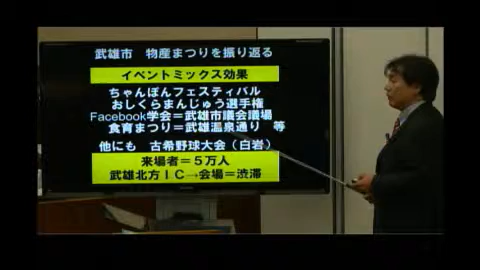 武雄市　物産まつりを振り返る
イベントミックス効果
ちゃんぽんフェスティバル
おしくらまんじゅう選手権
Facebook学会＝武雄市議会議場
食育まつり＝武雄温泉通り　等
他にも　古希野球大会（白岩）
来場者＝５万人
武雄北方ＩＣ→会場＝渋滞